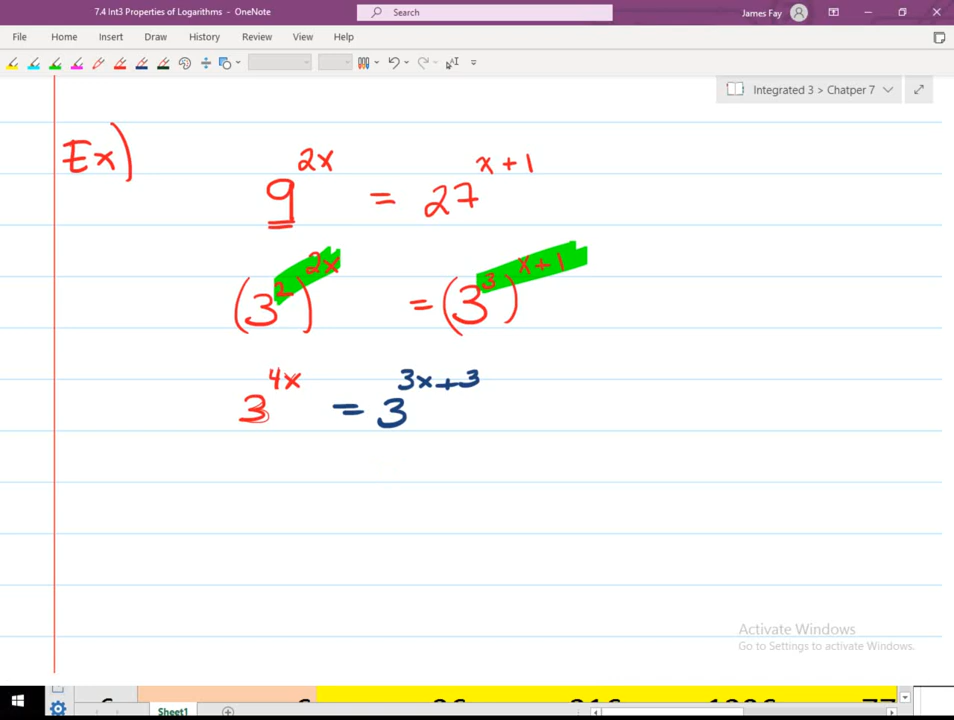 7.4 Int3 Properties of Logarithms - OneNote
Search
James Fay
File Home Insert Draw History Review View Help
Integrated 3 > Chatper 7
Ex)
9^{2x} = 27^{x+1}
(3^2)^{2x} = (3^3)^{x+1}
3^{4x} = 3^{3x+3}
Activate Windows
Go to Settings to activate Windows.
Sheet1